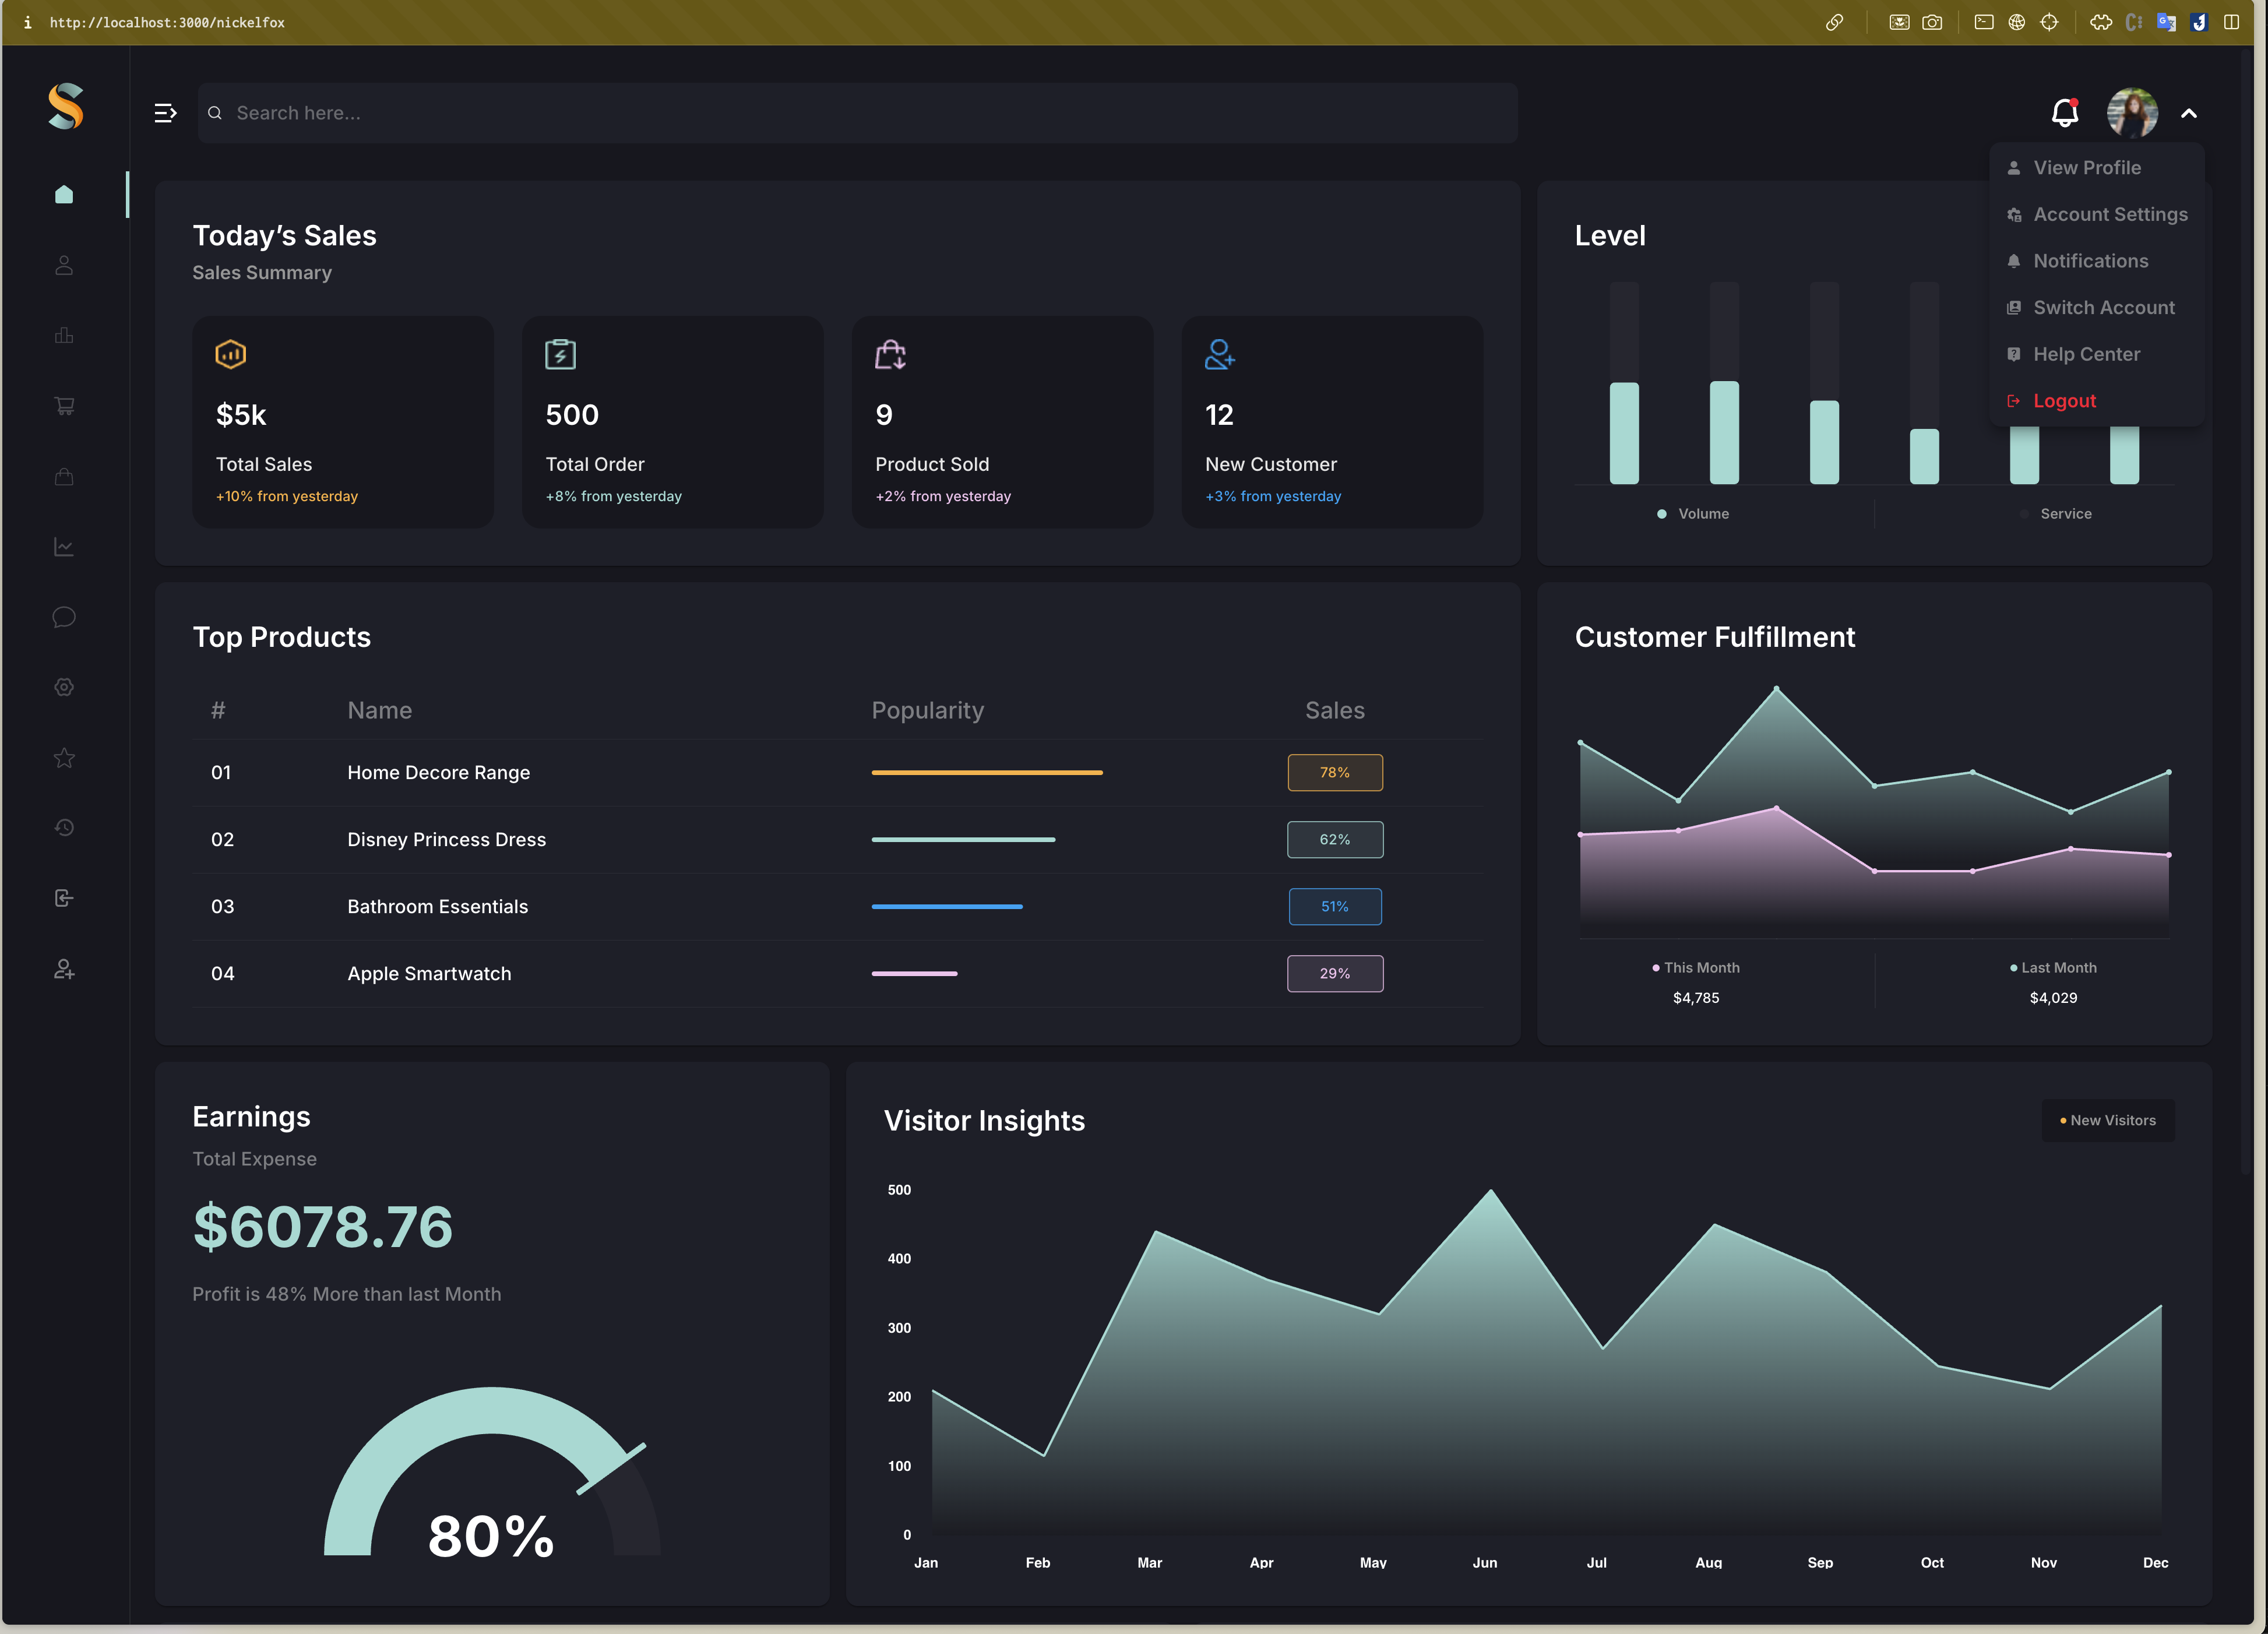 http://localhost:3000/nickelfox
Search here...
View Profile
Account Settings
Notifications
Switch Account
Help Center
Logout
Today’s Sales
Sales Summary
$5k
Total Sales
+10% from yesterday
500
Total Order
+8% from yesterday
9
Product Sold
+2% from yesterday
12
New Customer
+3% from yesterday
Level
Volume
Service
Top Products
# Name Popularity Sales
01 Home Decore Range 78%
02 Disney Princess Dress 62%
03 Bathroom Essentials 51%
04 Apple Smartwatch 29%
Customer Fulfillment
This Month
$4,785
Last Month
$4,029
Earnings
Total Expense
$6078.76
Profit is 48% More than last Month
80%
Visitor Insights
New Visitors
500
400
300
200
100
0
Jan Feb Mar Apr May Jun Jul Aug Sep Oct Nov Dec